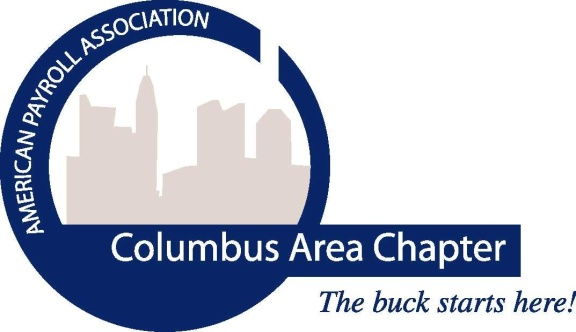 AMERICAN PAYROLL ASSOCIATION
Columbus Area Chapter
The buck starts here!